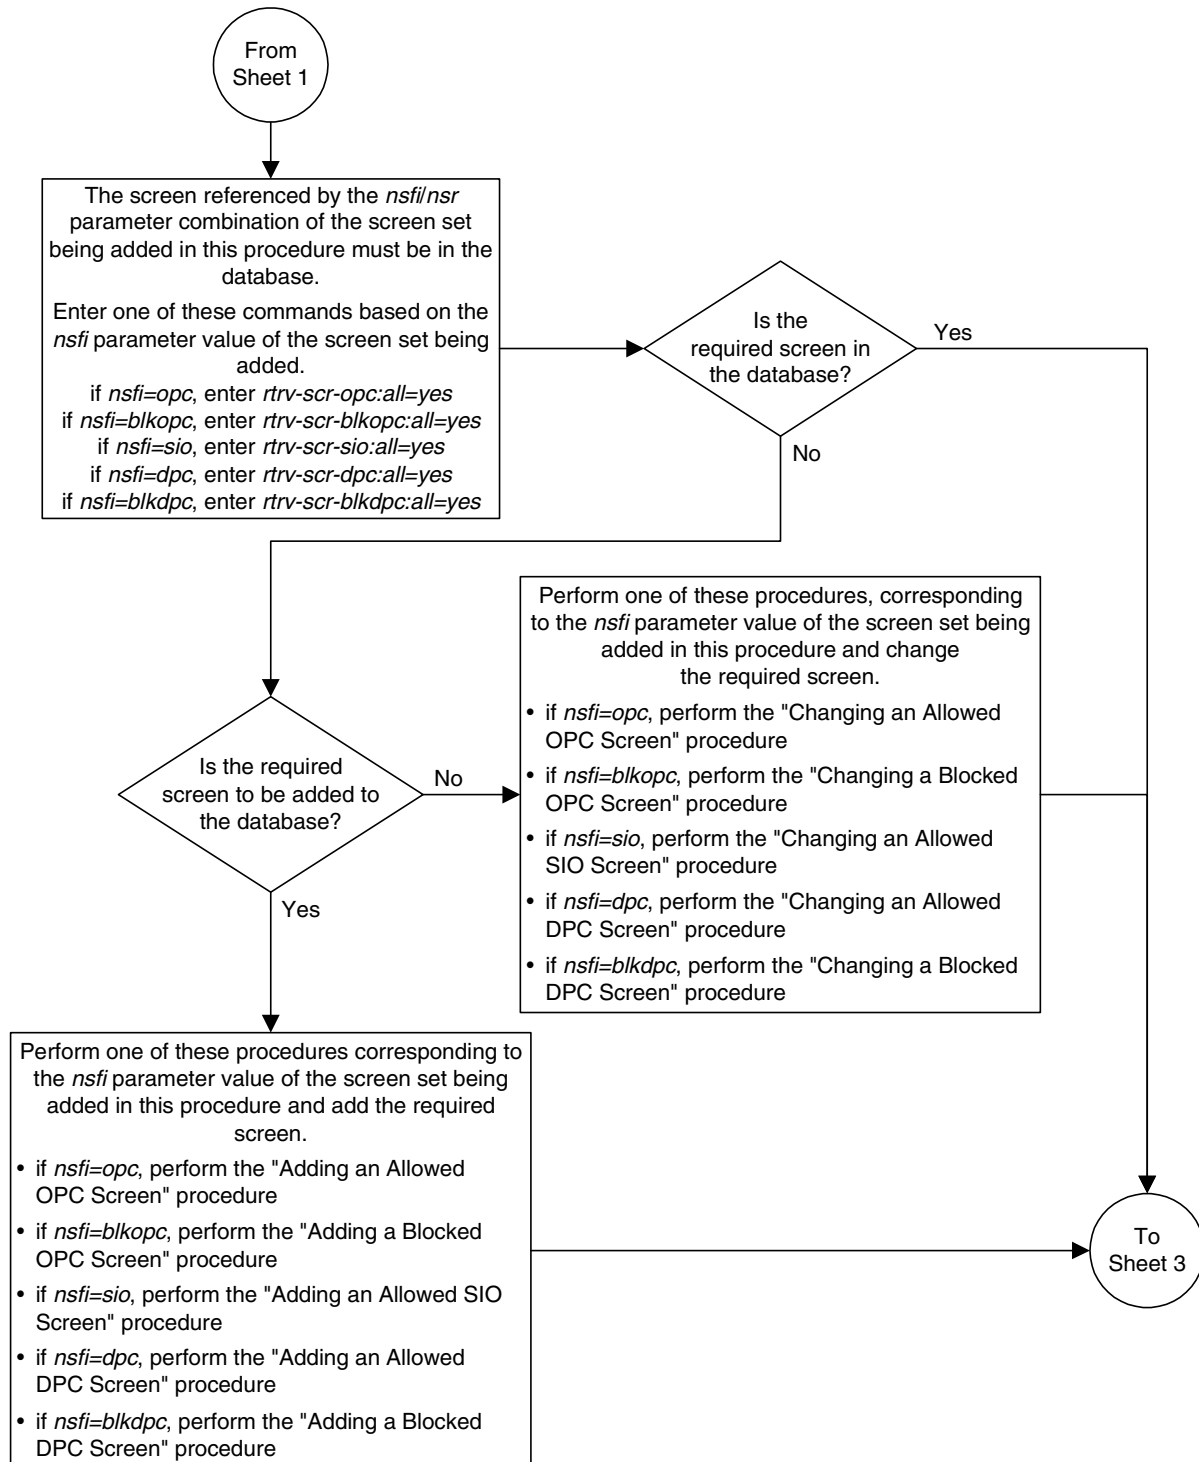 From
Sheet 1
The screen referenced by the nsfi/nsr
parameter combination of the screen set
being added in this procedure must be in the
database.
Enter one of these commands based on the
nsfi parameter value of the screen set being
added.
if nsfi=opc, enter rtrv-scr-opc:all=yes
if nsfi=blkopc, enter rtrv-scr-blkopc:all=yes
if nsfi=sio, enter rtrv-scr-sio:all=yes
if nsfi=dpc, enter rtrv-scr-dpc:all=yes
if nsfi=blkdpc, enter rtrv-scr-blkdpc:all=yes
Is the
required screen in
the database?
Yes
No
Is the required
screen to be added to
the database?
No
Yes
Perform one of these procedures, corresponding
to the nsfi parameter value of the screen set being
added in this procedure and change
the required screen.
• if nsfi=opc, perform the "Changing an Allowed
OPC Screen" procedure
• if nsfi=blkopc, perform the "Changing a Blocked
OPC Screen" procedure
• if nsfi=sio, perform the "Changing an Allowed
SIO Screen" procedure
• if nsfi=dpc, perform the "Changing an Allowed
DPC Screen" procedure
• if nsfi=blkdpc, perform the "Changing a Blocked
DPC Screen" procedure
Perform one of these procedures corresponding to
the nsfi parameter value of the screen set being
added in this procedure and add the required
screen.
• if nsfi=opc, perform the "Adding an Allowed
OPC Screen" procedure
• if nsfi=blkopc, perform the "Adding a Blocked
OPC Screen" procedure
• if nsfi=sio, perform the "Adding an Allowed SIO
Screen" procedure
• if nsfi=dpc, perform the "Adding an Allowed
DPC Screen" procedure
• if nsfi=blkdpc, perform the "Adding a Blocked
DPC Screen" procedure
To
Sheet 3